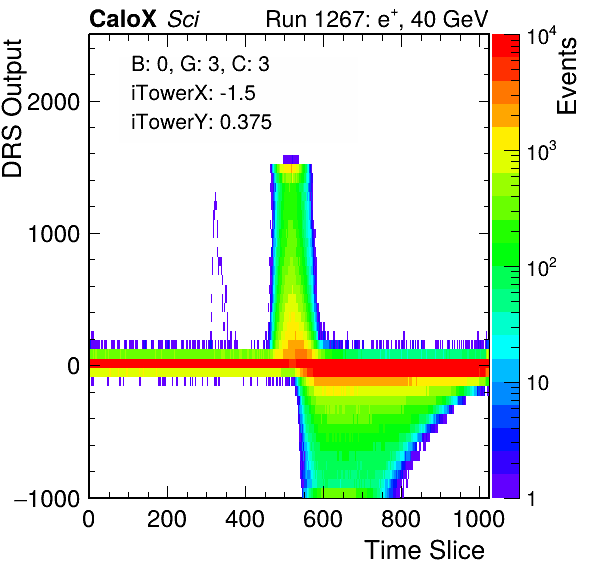 CaloX Sci Run 1267: e⁺, 40 GeV
B: 0, G: 3, C: 3
iTowerX: -1.5
iTowerY: 0.375
DRS Output
2000
1000
0
−1000
0 200 400 600 800 1000
Time Slice
Events
10⁴
10³
10²
10
1